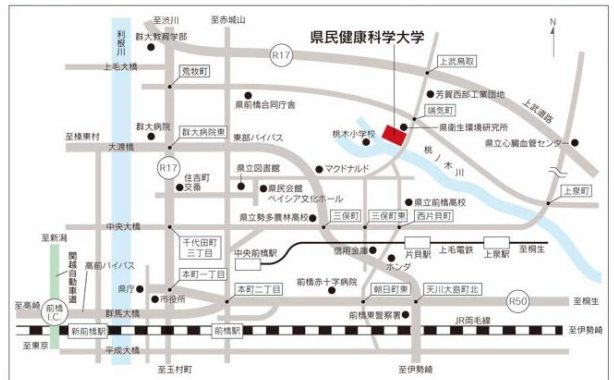 至渋川
至赤城山
N
群大教育学部
利根川
R17
県民健康科学大学
上毛大橋
荒牧町
上武鳥取
芳賀西部工業団地
県前橋合同庁舎
端気町
上武道路
県衛生環境研究所
群大病院
群大病院東
東部バイパス
桃木小学校
桃ノ木川
県立心臓血管センター
至榛東村
大渡橋
R17
県立図書館
マクドナルド
住吉町
交番
県民会館
ベイシア文化ホール
県立前橋高校
上泉町
県立勢多農林高校
三俣町
三俣町東
西片貝町
中央大橋
至新潟
千代田町
三丁目
中央前橋駅
信用金庫
片貝駅
上毛電鉄
上泉駅
至桐生
関越自動車道
高前バイパス
本町一丁目
ホンダ
県庁
市役所
本町二丁目
前橋赤十字病院
朝日町東
天川大島町北
至高崎
前橋
I.C.
群馬大橋
R50
至桐生
前橋東警察署
新前橋駅
前橋駅
JR両毛線
至伊勢崎
至東京
平成大橋
至玉村町
至伊勢崎